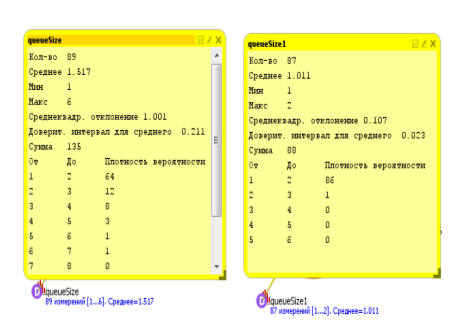 queueSize
Кол-во 89
Среднее 1.517
Мин 1
Макс 6
Среднеквадр. отклонение 1.001
Доверит. интервал для среднего 0.211
Сумма 135
От До Плотность вероятности
1 2 64
2 3 12
3 4 8
4 5 3
5 6 1
6 7 1
7 8 0
queueSize
89 измерений [1...6]. Среднее=1.517
queueSize1
Кол-во 87
Среднее 1.011
Мин 1
Макс 2
Среднеквадр. отклонение 0.107
Доверит. интервал для среднего 0.023
Сумма 88
От До Плотность вероятности
1 2 86
2 3 1
3 4 0
4 5 0
5 6 0
queueSize1
87 измерений [1...2]. Среднее=1.011